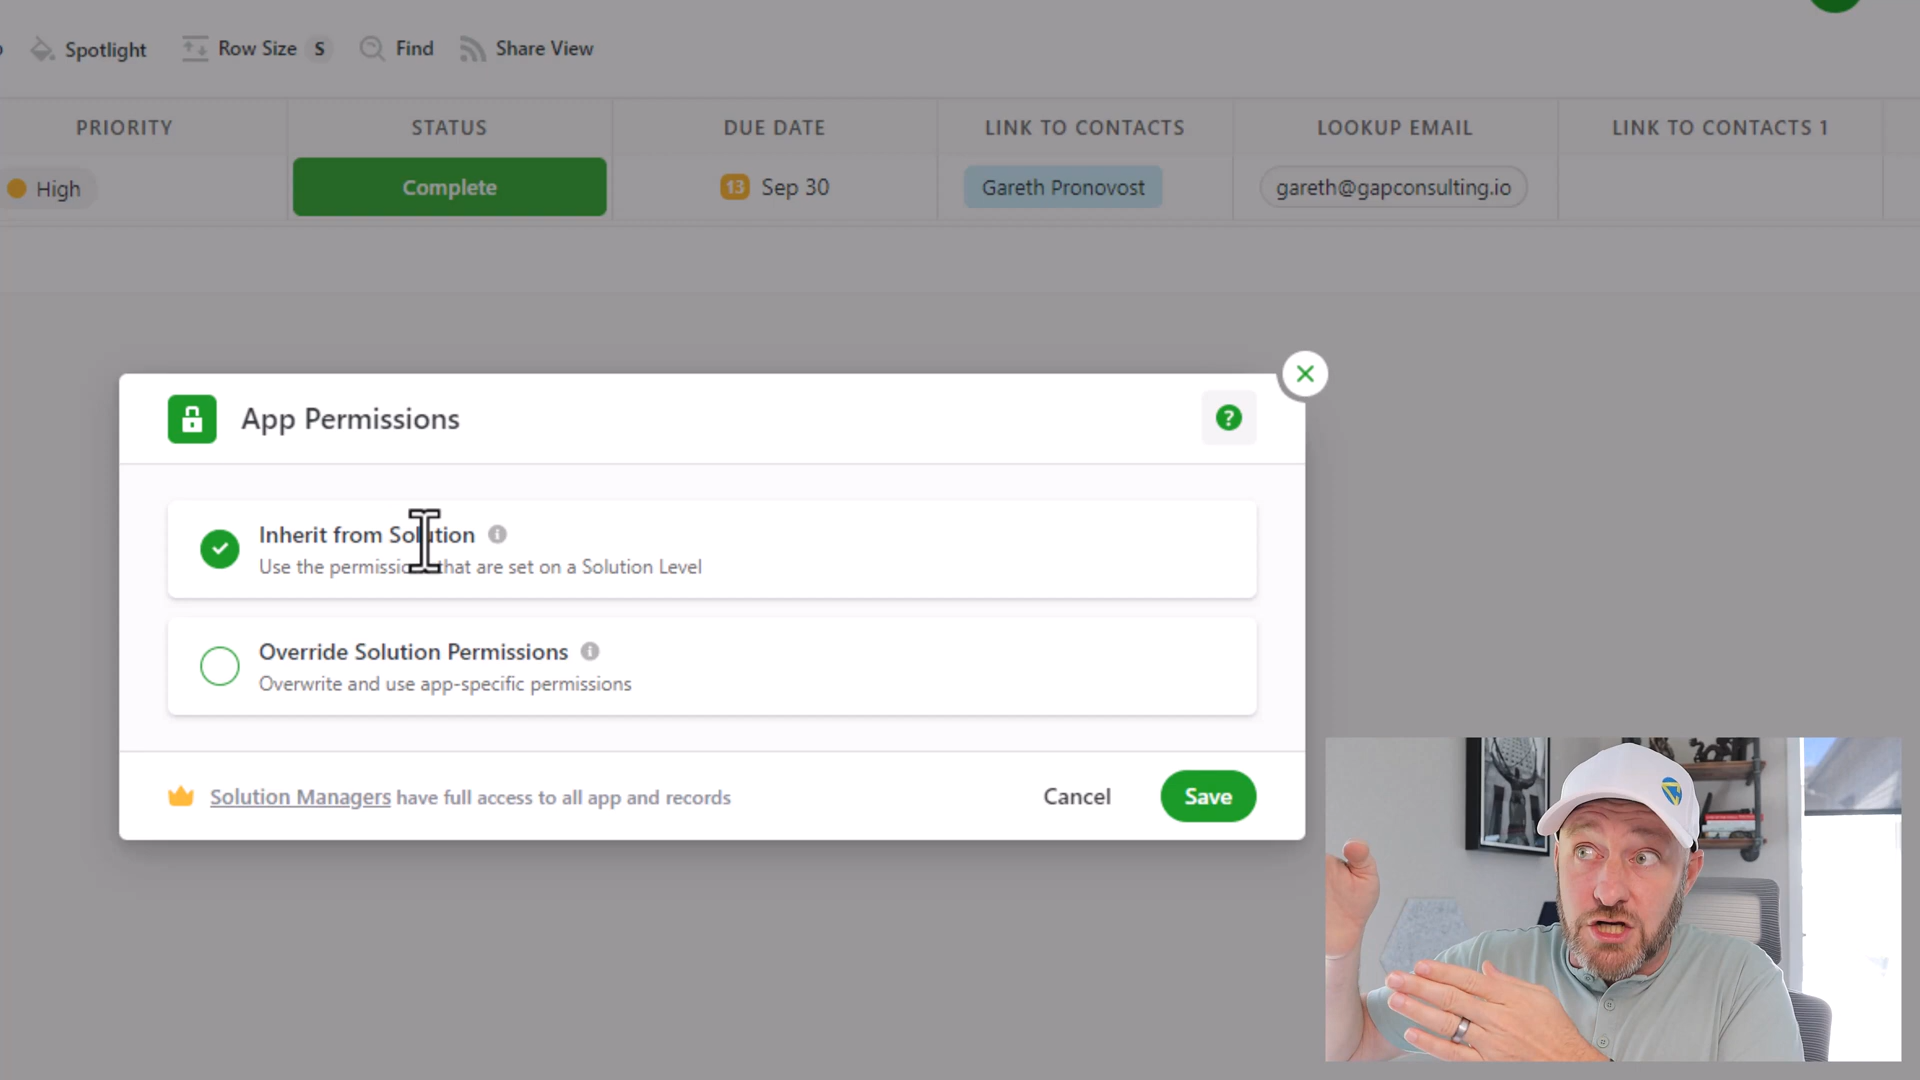 Spotlight Row Size S Find Share View
PRIORITY STATUS DUE DATE LINK TO CONTACTS LOOKUP EMAIL LINK TO CONTACTS 1
High Complete 13 Sep 30 Gareth Pronovost gareth@gapconsulting.io
App Permissions ?
Inherit from Solution
Use the permissions that are set on a Solution Level
Override Solution Permissions
Overwrite and use app-specific permissions
Solution Managers have full access to all app and records Cancel Save